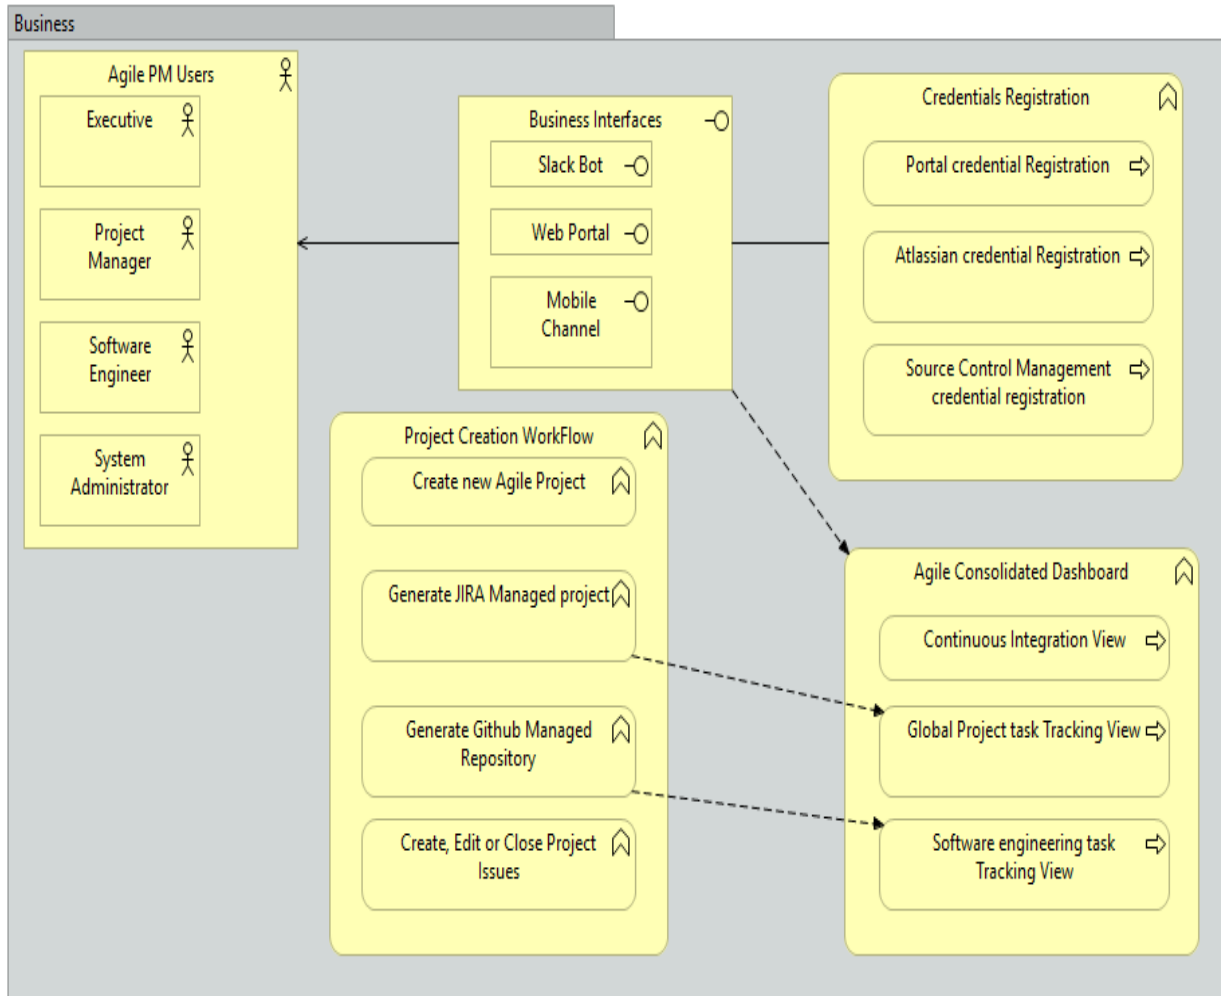 Business
Agile PM Users
Executive
Project
Manager
Software
Engineer
System
Administrator
Business Interfaces
Slack Bot
Web Portal
Mobile
Channel
Credentials Registration
Portal credential Registration
Atlassian credential Registration
Source Control Management
credential registration
Project Creation WorkFlow
Create new Agile Project
Generate JIRA Managed project
Generate Github Managed
Repository
Create, Edit or Close Project
Issues
Agile Consolidated Dashboard
Continuous Integration View
Global Project task Tracking View
Software engineering task
Tracking View